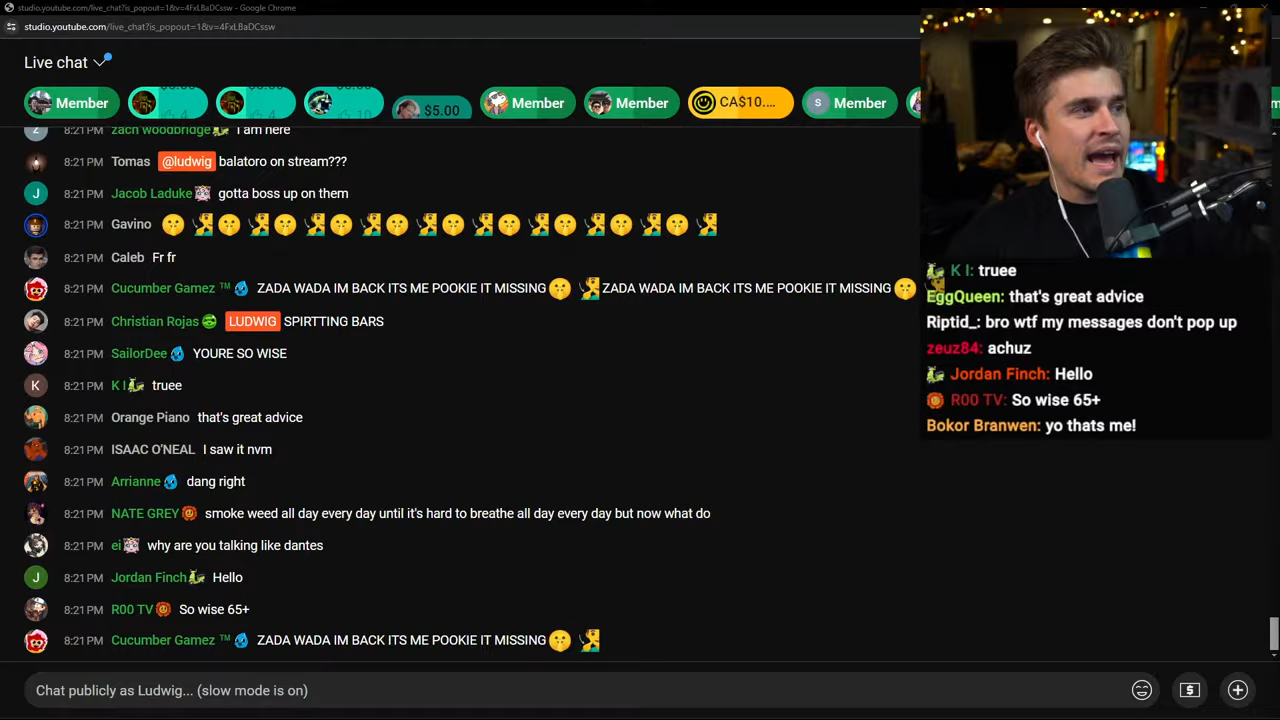 studio.youtube.com/live_chat?is_popout=1&v=4FxLBaDCssw - Google Chrome
studio.youtube.com/live_chat?is_popout=1&v=4FxLBaDCssw
Live chat
Member
4
4
10
$5.00
Member
Member
CA$10....
S Member
Z 8:21 PM zach woodbridge I am here
8:21 PM Tomas @ludwig balatoro on stream???
J 8:21 PM Jacob Laduke gotta boss up on them
8:21 PM Gavino
8:21 PM Caleb Fr fr
8:21 PM Cucumber Gamez ™ ZADA WADA IM BACK ITS ME POOKIE IT MISSING ZADA WADA IM BACK ITS ME POOKIE IT MISSING
8:21 PM Christian Rojas LUDWIG SPIRTTING BARS
8:21 PM SailorDee YOURE SO WISE
K 8:21 PM K I truee
8:21 PM Orange Piano that's great advice
8:21 PM ISAAC O'NEAL I saw it nvm
8:21 PM Arrianne dang right
8:21 PM NATE GREY smoke weed all day every day until it's hard to breathe all day every day but now what do
8:21 PM ei why are you talking like dantes
J 8:21 PM Jordan Finch Hello
8:21 PM R00 TV So wise 65+
8:21 PM Cucumber Gamez ™ ZADA WADA IM BACK ITS ME POOKIE IT MISSING
Chat publicly as Ludwig... (slow mode is on)
K I: truee
EggQueen: that's great advice
Riptid_: bro wtf my messages don't pop up
zeuz84: achuz
Jordan Finch: Hello
R00 TV: So wise 65+
Bokor Branwen: yo thats me!